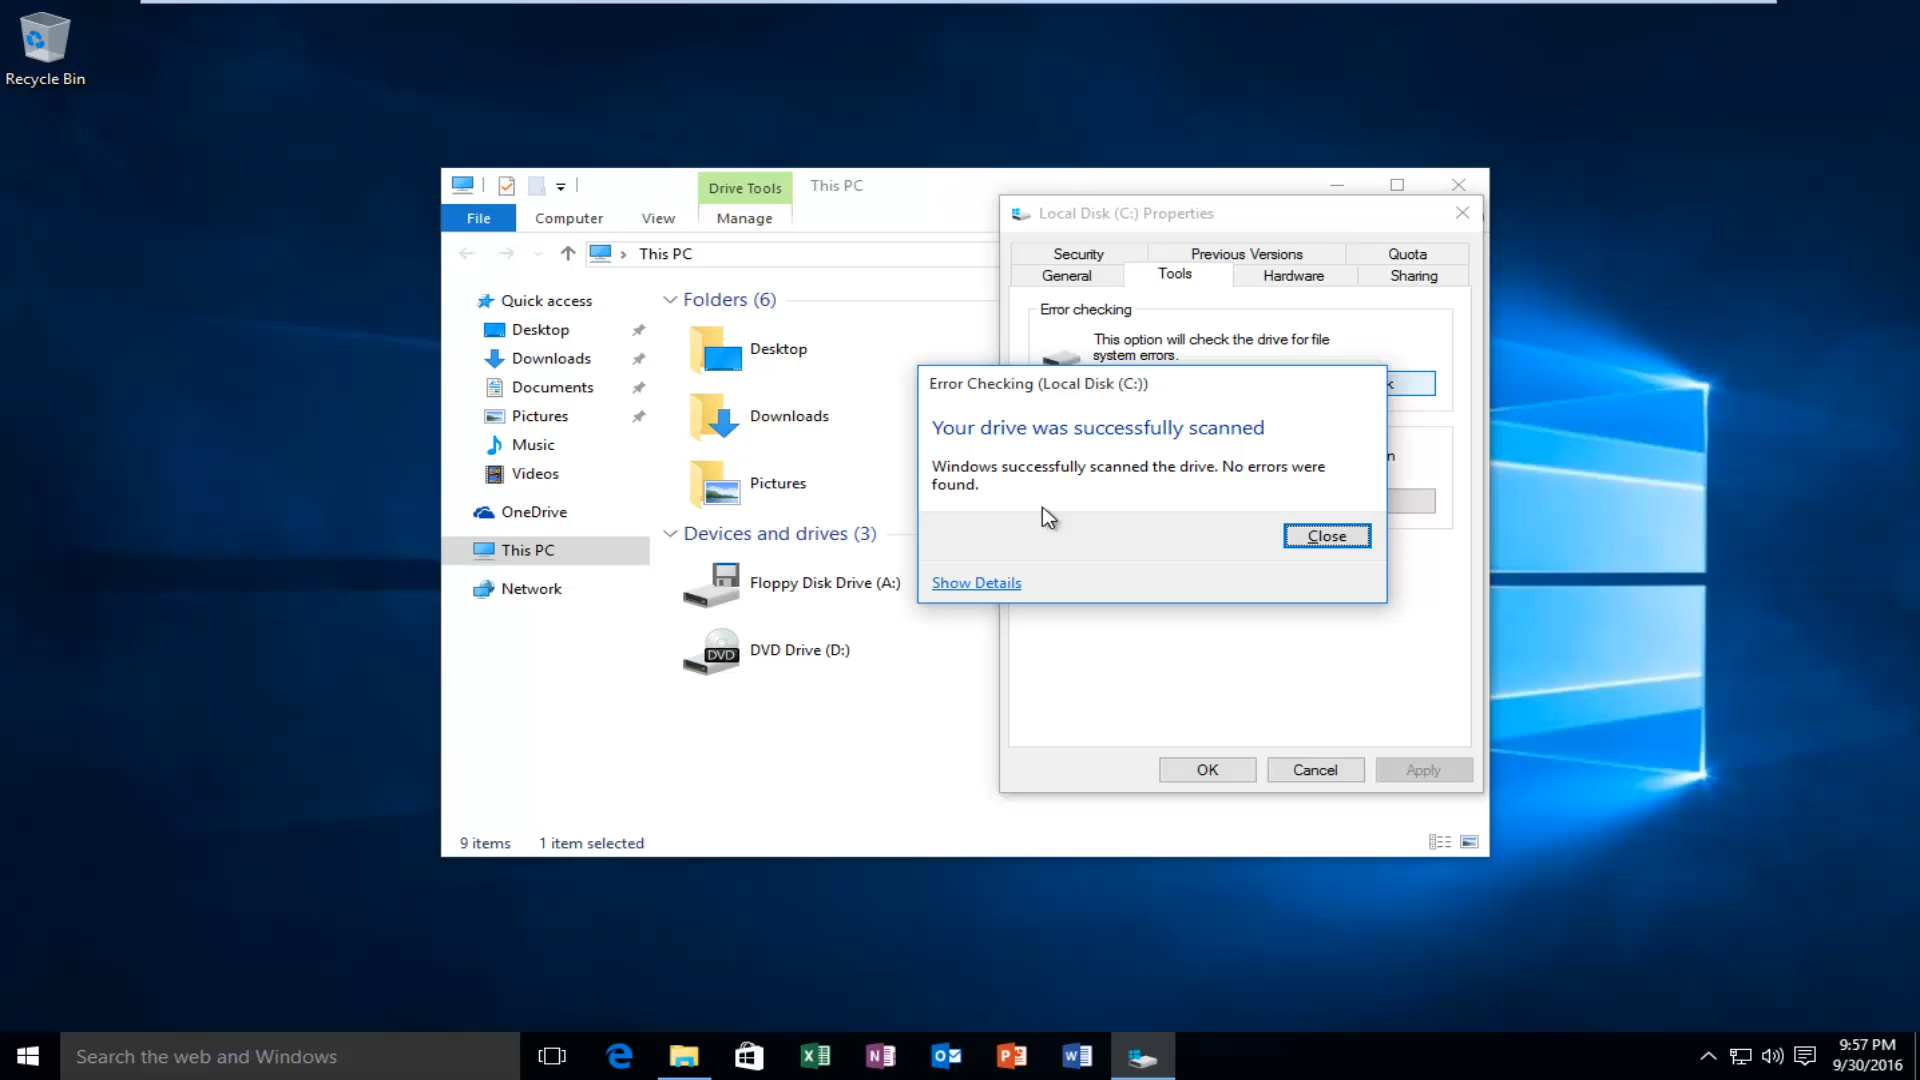 Recycle Bin
Drive Tools
This PC
File
Computer
View
Manage
This PC
Quick access
Desktop
Downloads
Documents
Pictures
Music
Videos
OneDrive
This PC
Network
Folders (6)
Desktop
Downloads
Pictures
Devices and drives (3)
Floppy Disk Drive (A:)
DVD
DVD Drive (D:)
9 items
1 item selected
Local Disk (C:) Properties
Security
Previous Versions
Quota
General
Tools
Hardware
Sharing
Error checking
This option will check the drive for file
system errors.
Error Checking (Local Disk (C:))
Your drive was successfully scanned
Windows successfully scanned the drive. No errors were
found.
Close
Show Details
OK
Cancel
Apply
Search the web and Windows
9:57 PM
9/30/2016